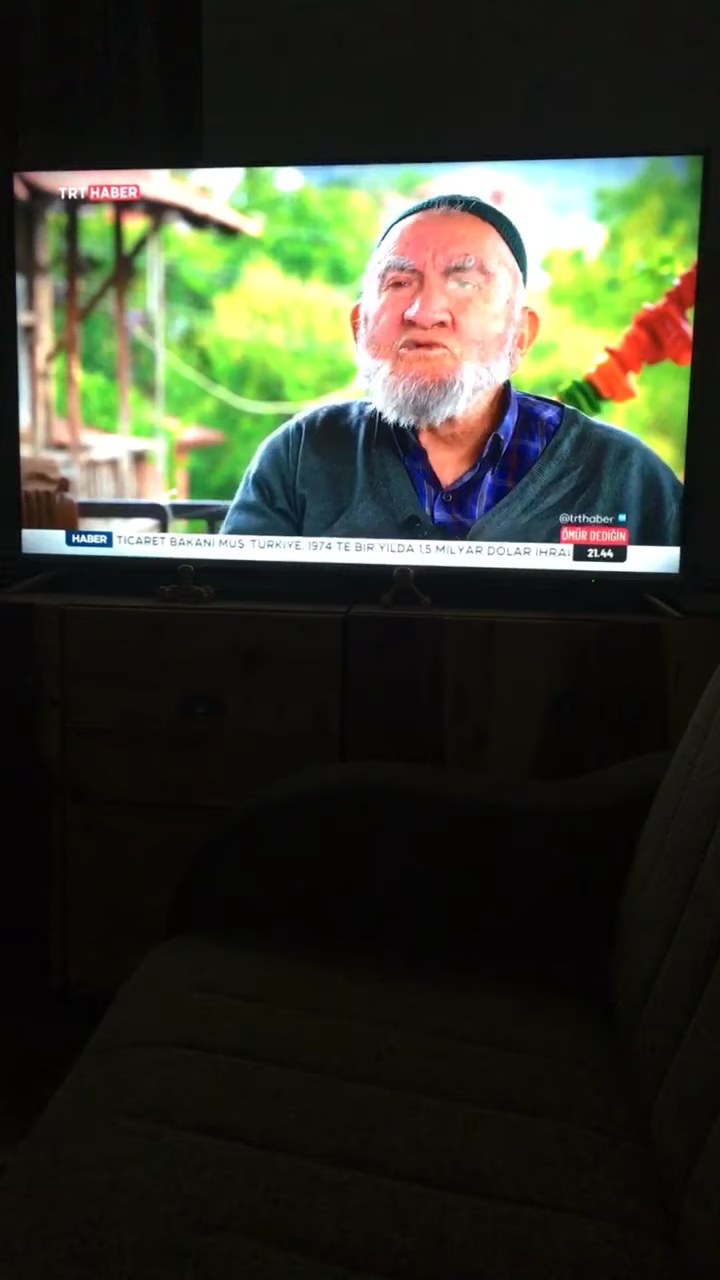 TRT HABER
@trthaber
ÖMÜR DEDİĞİN
HABER TİCARET BAKANI MUŞ: TÜRKİYE, 1974'TE BİR YILDA 1,5 MİLYAR DOLAR İHRA
21.44